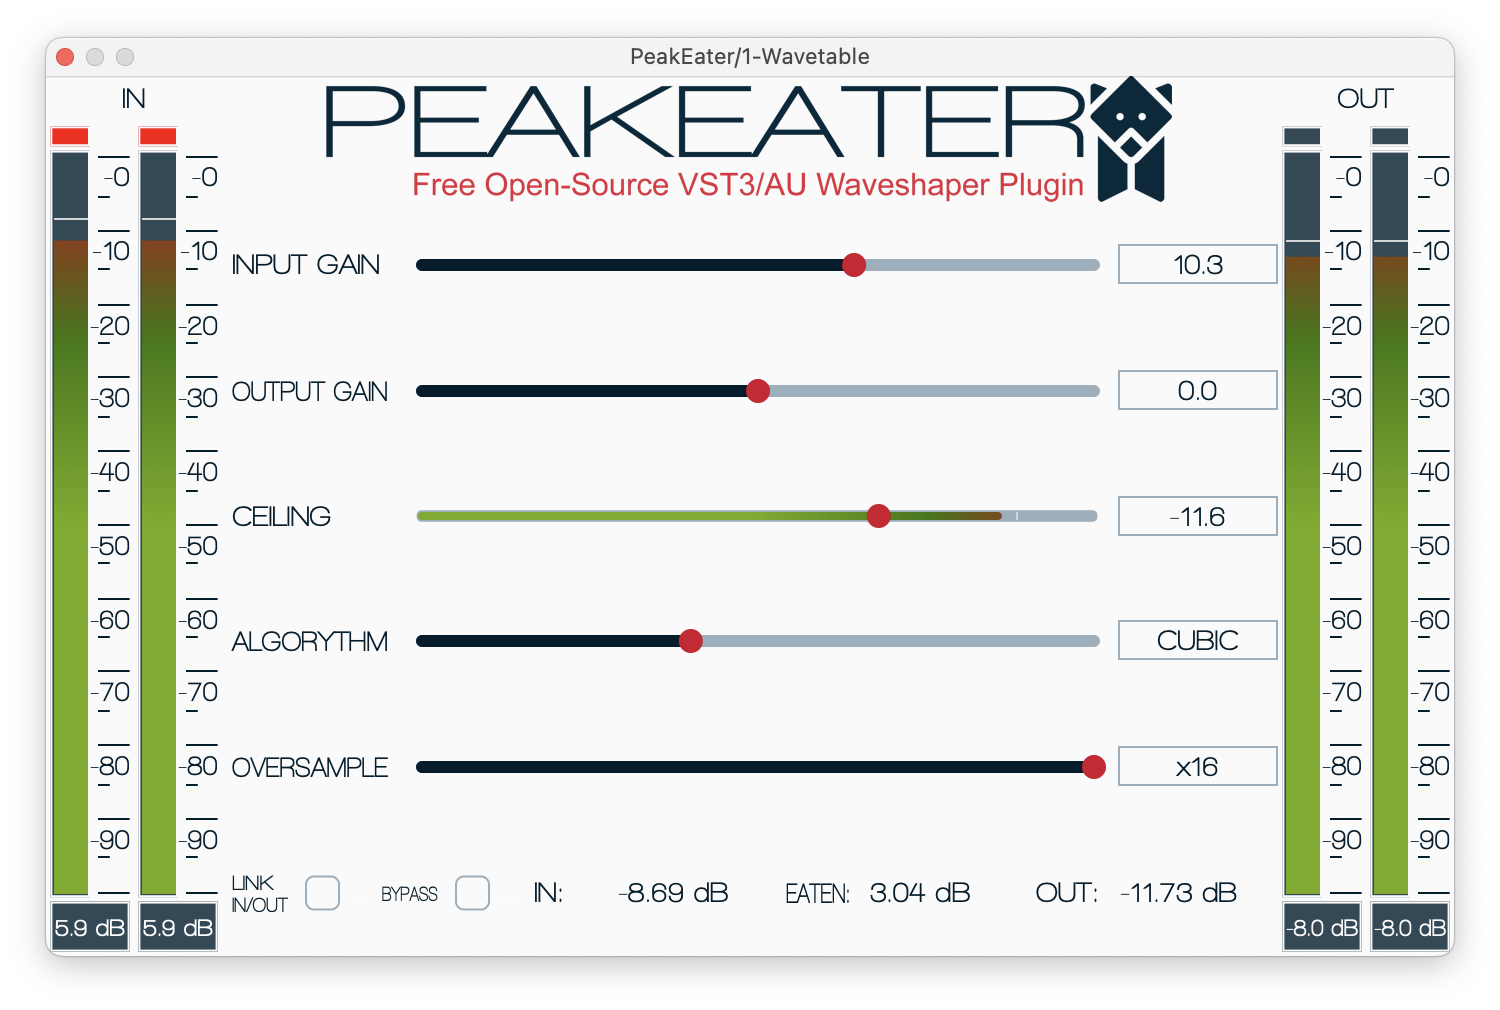 PeakEater/1-Wavetable
IN
PEAKEATER
OUT
Free Open-Source VST3/AU Waveshaper Plugin
-0 -0 -0 -0
-10 -10 -10 -10
-20 -20 -20 -20
-30 -30 -30 -30
-40 -40 -40 -40
-50 -50 -50 -50
-60 -60 -60 -60
-70 -70 -70 -70
-80 -80 -80 -80
-90 -90 -90 -90
INPUT GAIN 10.3
OUTPUT GAIN 0.0
CEILING -11.6
ALGORYTHM CUBIC
OVERSAMPLE x16
LINK
IN/OUT
BYPASS
IN: -8.69 dB
EATEN: 3.04 dB
OUT: -11.73 dB
5.9 dB 5.9 dB -8.0 dB -8.0 dB